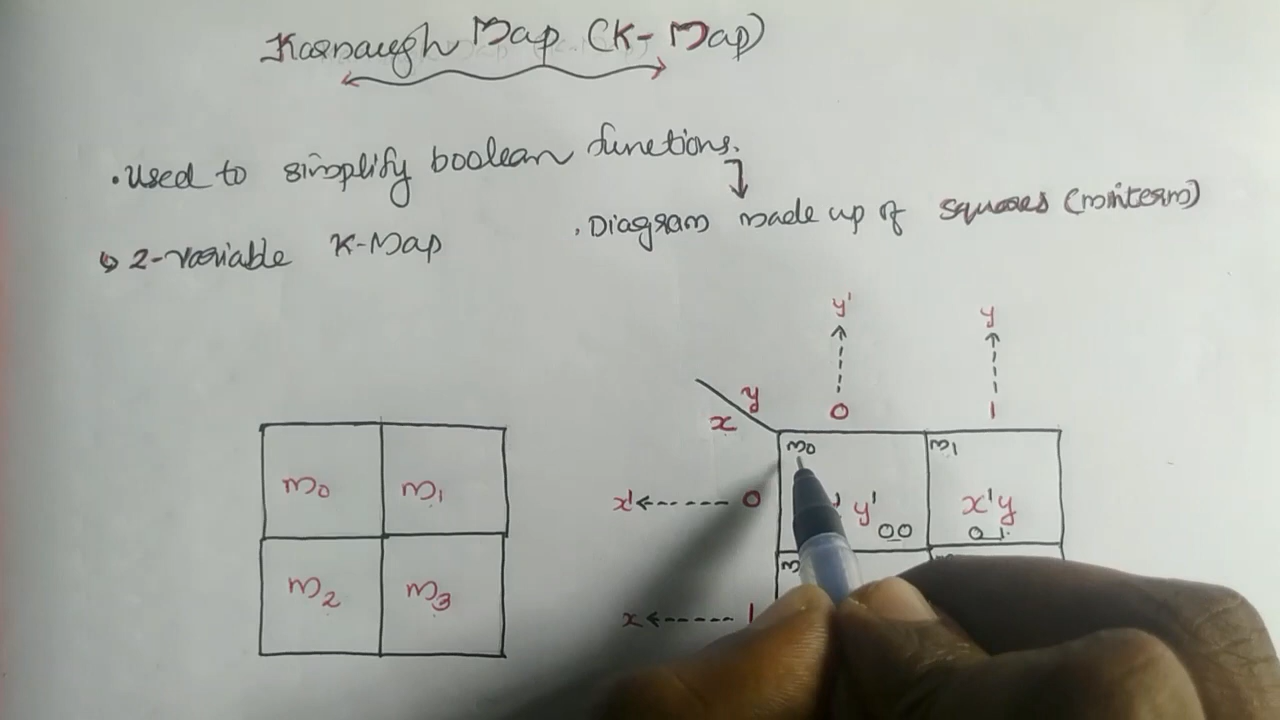 Karnaugh Map (K- Map)
. Used to simplify boolean functions.
. Diagram made up of squares (minterm)
↳ 2-variable K-Map
y' y
y
x 0 1
m0 m1
m0 m1 x' 0 y' x'y
00 01
m2 m3
x 1